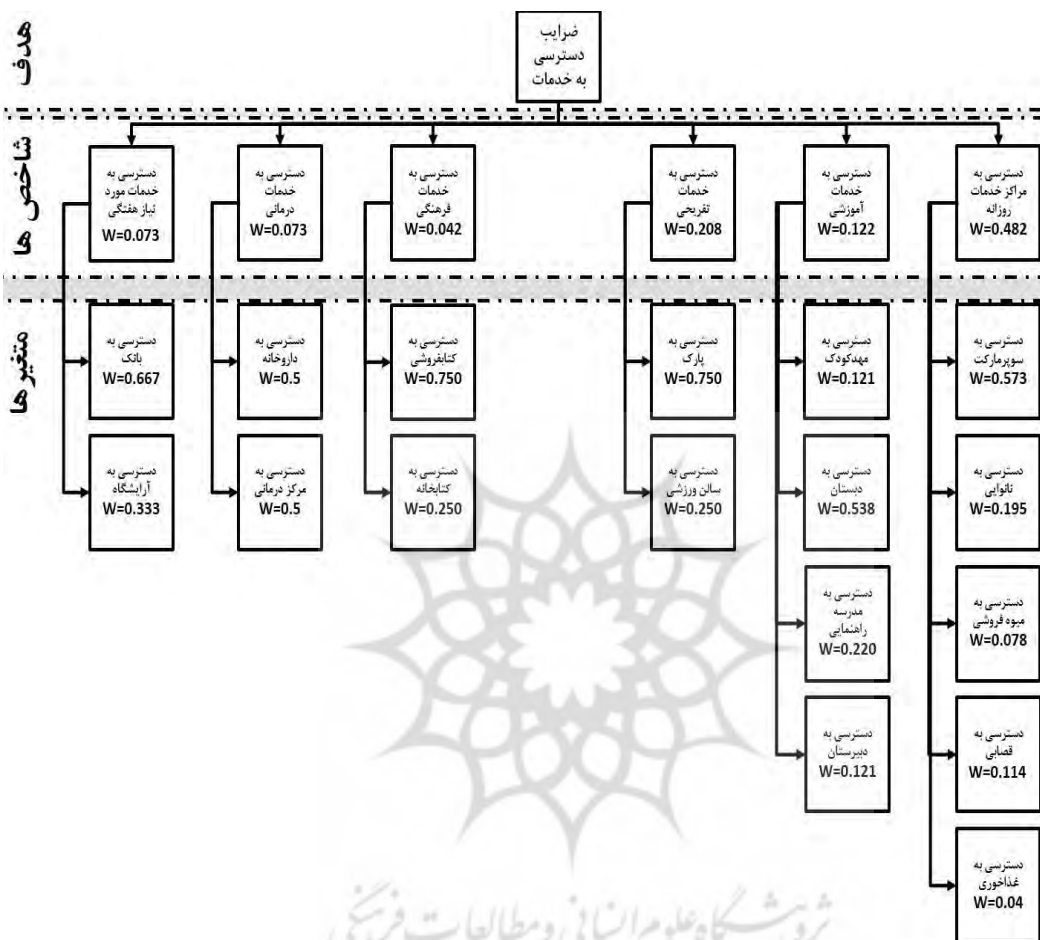 هدف
ضرایب
دسترسی
به خدمات
شاخص ها
دسترسی به
مراکز خدمات
روزانه
W=0.482
دسترسی به
خدمات
آموزشی
W=0.122
دسترسی به
خدمات
تفریحی
W=0.208
دسترسی به
خدمات
فرهنگی
W=0.042
دسترسی به
خدمات
درمانی
W=0.073
دسترسی به
خدمات مورد
نیاز هفتگی
W=0.073
متغیر ها
دسترسی به
سوپرمارکت
W=0.573
دسترسی به
مهدکودک
W=0.121
دسترسی به
پارک
W=0.750
دسترسی به
کتابفروشی
W=0.750
دسترسی به
داروخانه
W=0.5
دسترسی به
بانک
W=0.667
دسترسی به
نانوایی
W=0.195
دسترسی به
دبستان
W=0.538
دسترسی به
سالن ورزشی
W=0.250
دسترسی به
کتابخانه
W=0.250
دسترسی به
مرکز درمانی
W=0.5
دسترسی به
آرایشگاه
W=0.333
دسترسی به
میوه فروشی
W=0.078
دسترسی به
مدرسه
راهنمایی
W=0.220
دسترسی به
قصابی
W=0.114
دسترسی به
دبیرستان
W=0.121
دسترسی به
غذاخوری
W=0.04
پژوهشگاه علوم انسانی و مطالعات فرهنگی